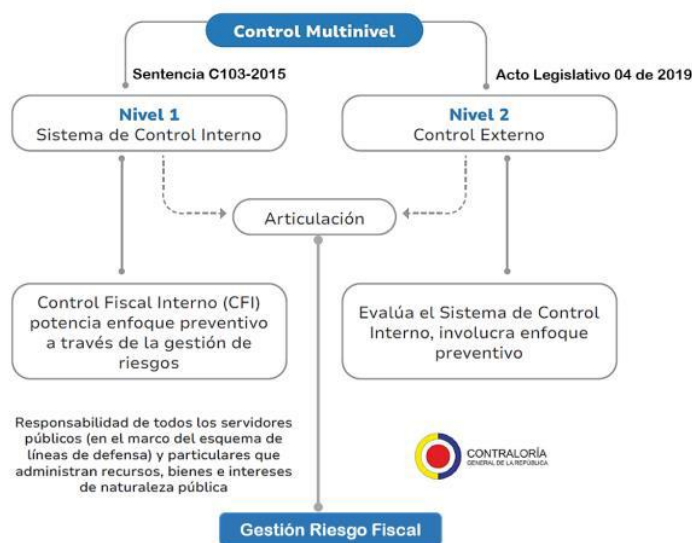 Control Multinivel
Sentencia C103-2015
Acto Legislativo 04 de 2019
Nivel 1
Sistema de Control Interno
Nivel 2
Control Externo
Articulación
Control Fiscal Interno (CFI)
potencia enfoque preventivo
a través de la gestión de
riesgos
Evalúa el Sistema de Control
Interno, involucra enfoque
preventivo
Responsabilidad de todos los servidores
públicos (en el marco del esquema de
líneas de defensa) y particulares que
administran recursos, bienes e intereses
de naturaleza pública
CONTRALORÍA
GENERAL DE LA REPÚBLICA
Gestión Riesgo Fiscal